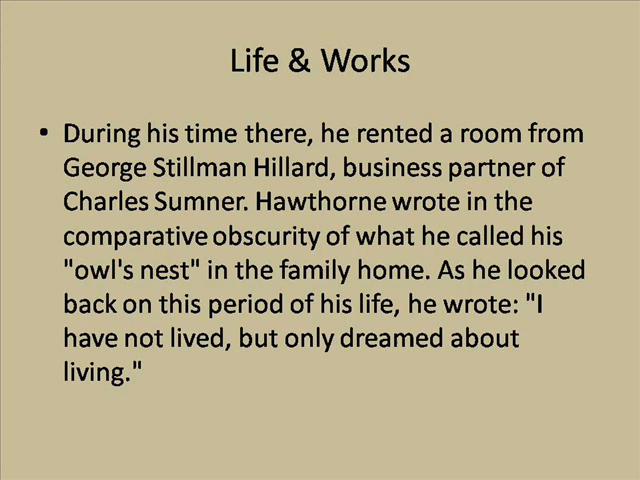 Life & Works
• During his time there, he rented a room from
George Stillman Hillard, business partner of
Charles Sumner. Hawthorne wrote in the
comparative obscurity of what he called his
"owl's nest" in the family home. As he looked
back on this period of his life, he wrote: "I
have not lived, but only dreamed about
living."